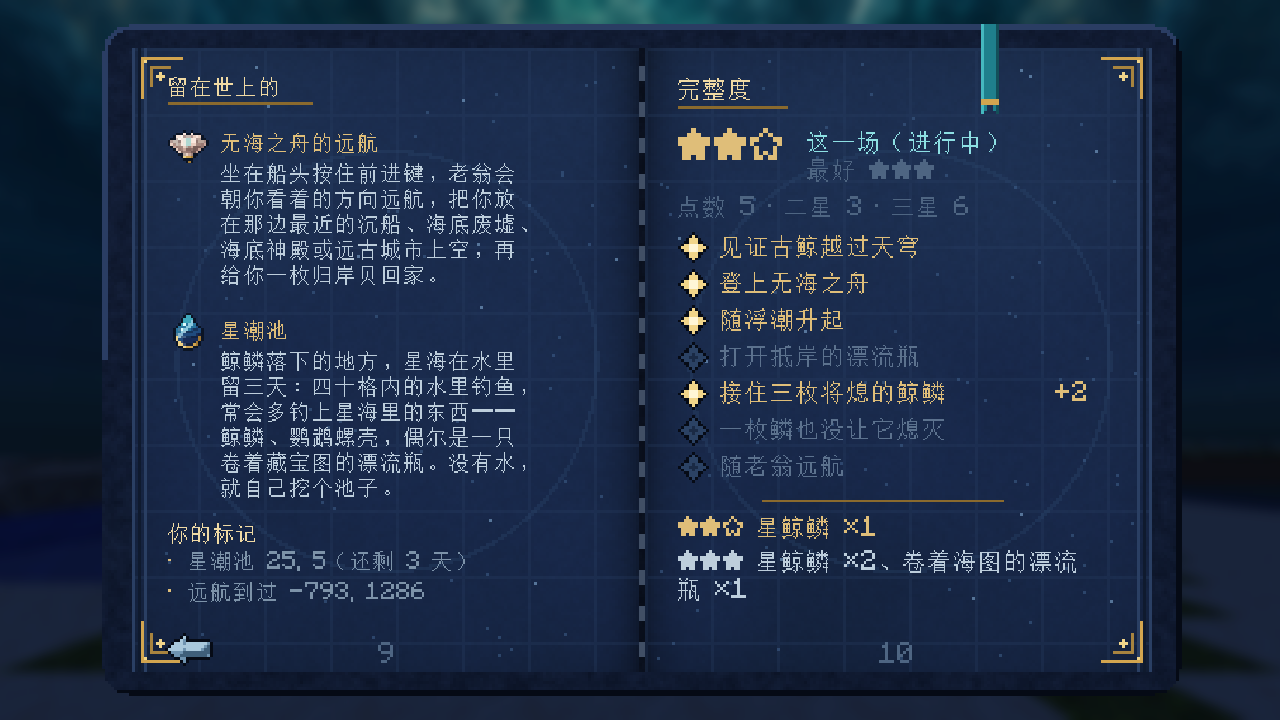 留在世上的
无海之舟的远航
坐在船头按住前进键，老翁会
朝你看着的方向远航，把你放
在那边最近的沉船、海底废墟、
海底神殿或远古城市上空；再
给你一枚归岸贝回家。
星潮池
鲸鳞落下的地方，星海在水里
留三天：四十格内的水里钓鱼，
常会多钓上星海里的东西——
鲸鳞、鹦鹉螺壳，偶尔是一只
卷着藏宝图的漂流瓶。没有水，
就自己挖个池子。
你的标记
· 星潮池 25, 5（还剩 3 天）
· 远航到过 -793, 1286
9
完整度
这一场（进行中）
最好 ★★★
点数 5 · 二星 3 · 三星 6
见证古鲸越过天穹
登上无海之舟
随浮潮升起
打开抵岸的漂流瓶
接住三枚将熄的鲸鳞 +2
一枚鳞也没让它熄灭
随老翁远航
★★☆ 星鲸鳞 ×1
★★★ 星鲸鳞 ×2、卷着海图的漂流
瓶 ×1
10